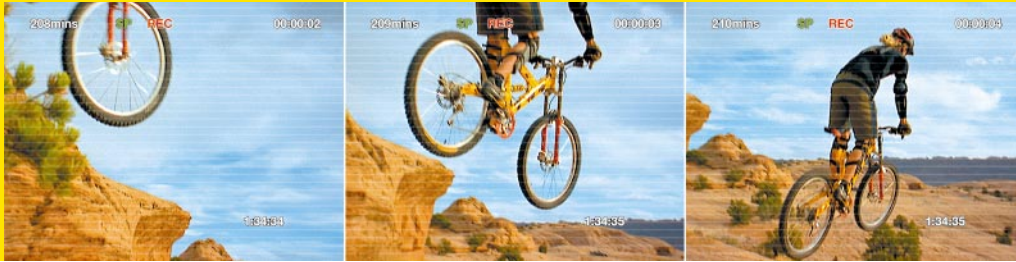 208mins SP REC 00:00:02
1:34:34
209mins SP REC 00:00:03
1:34:35
210mins SP REC 00:00:04
1:34:35